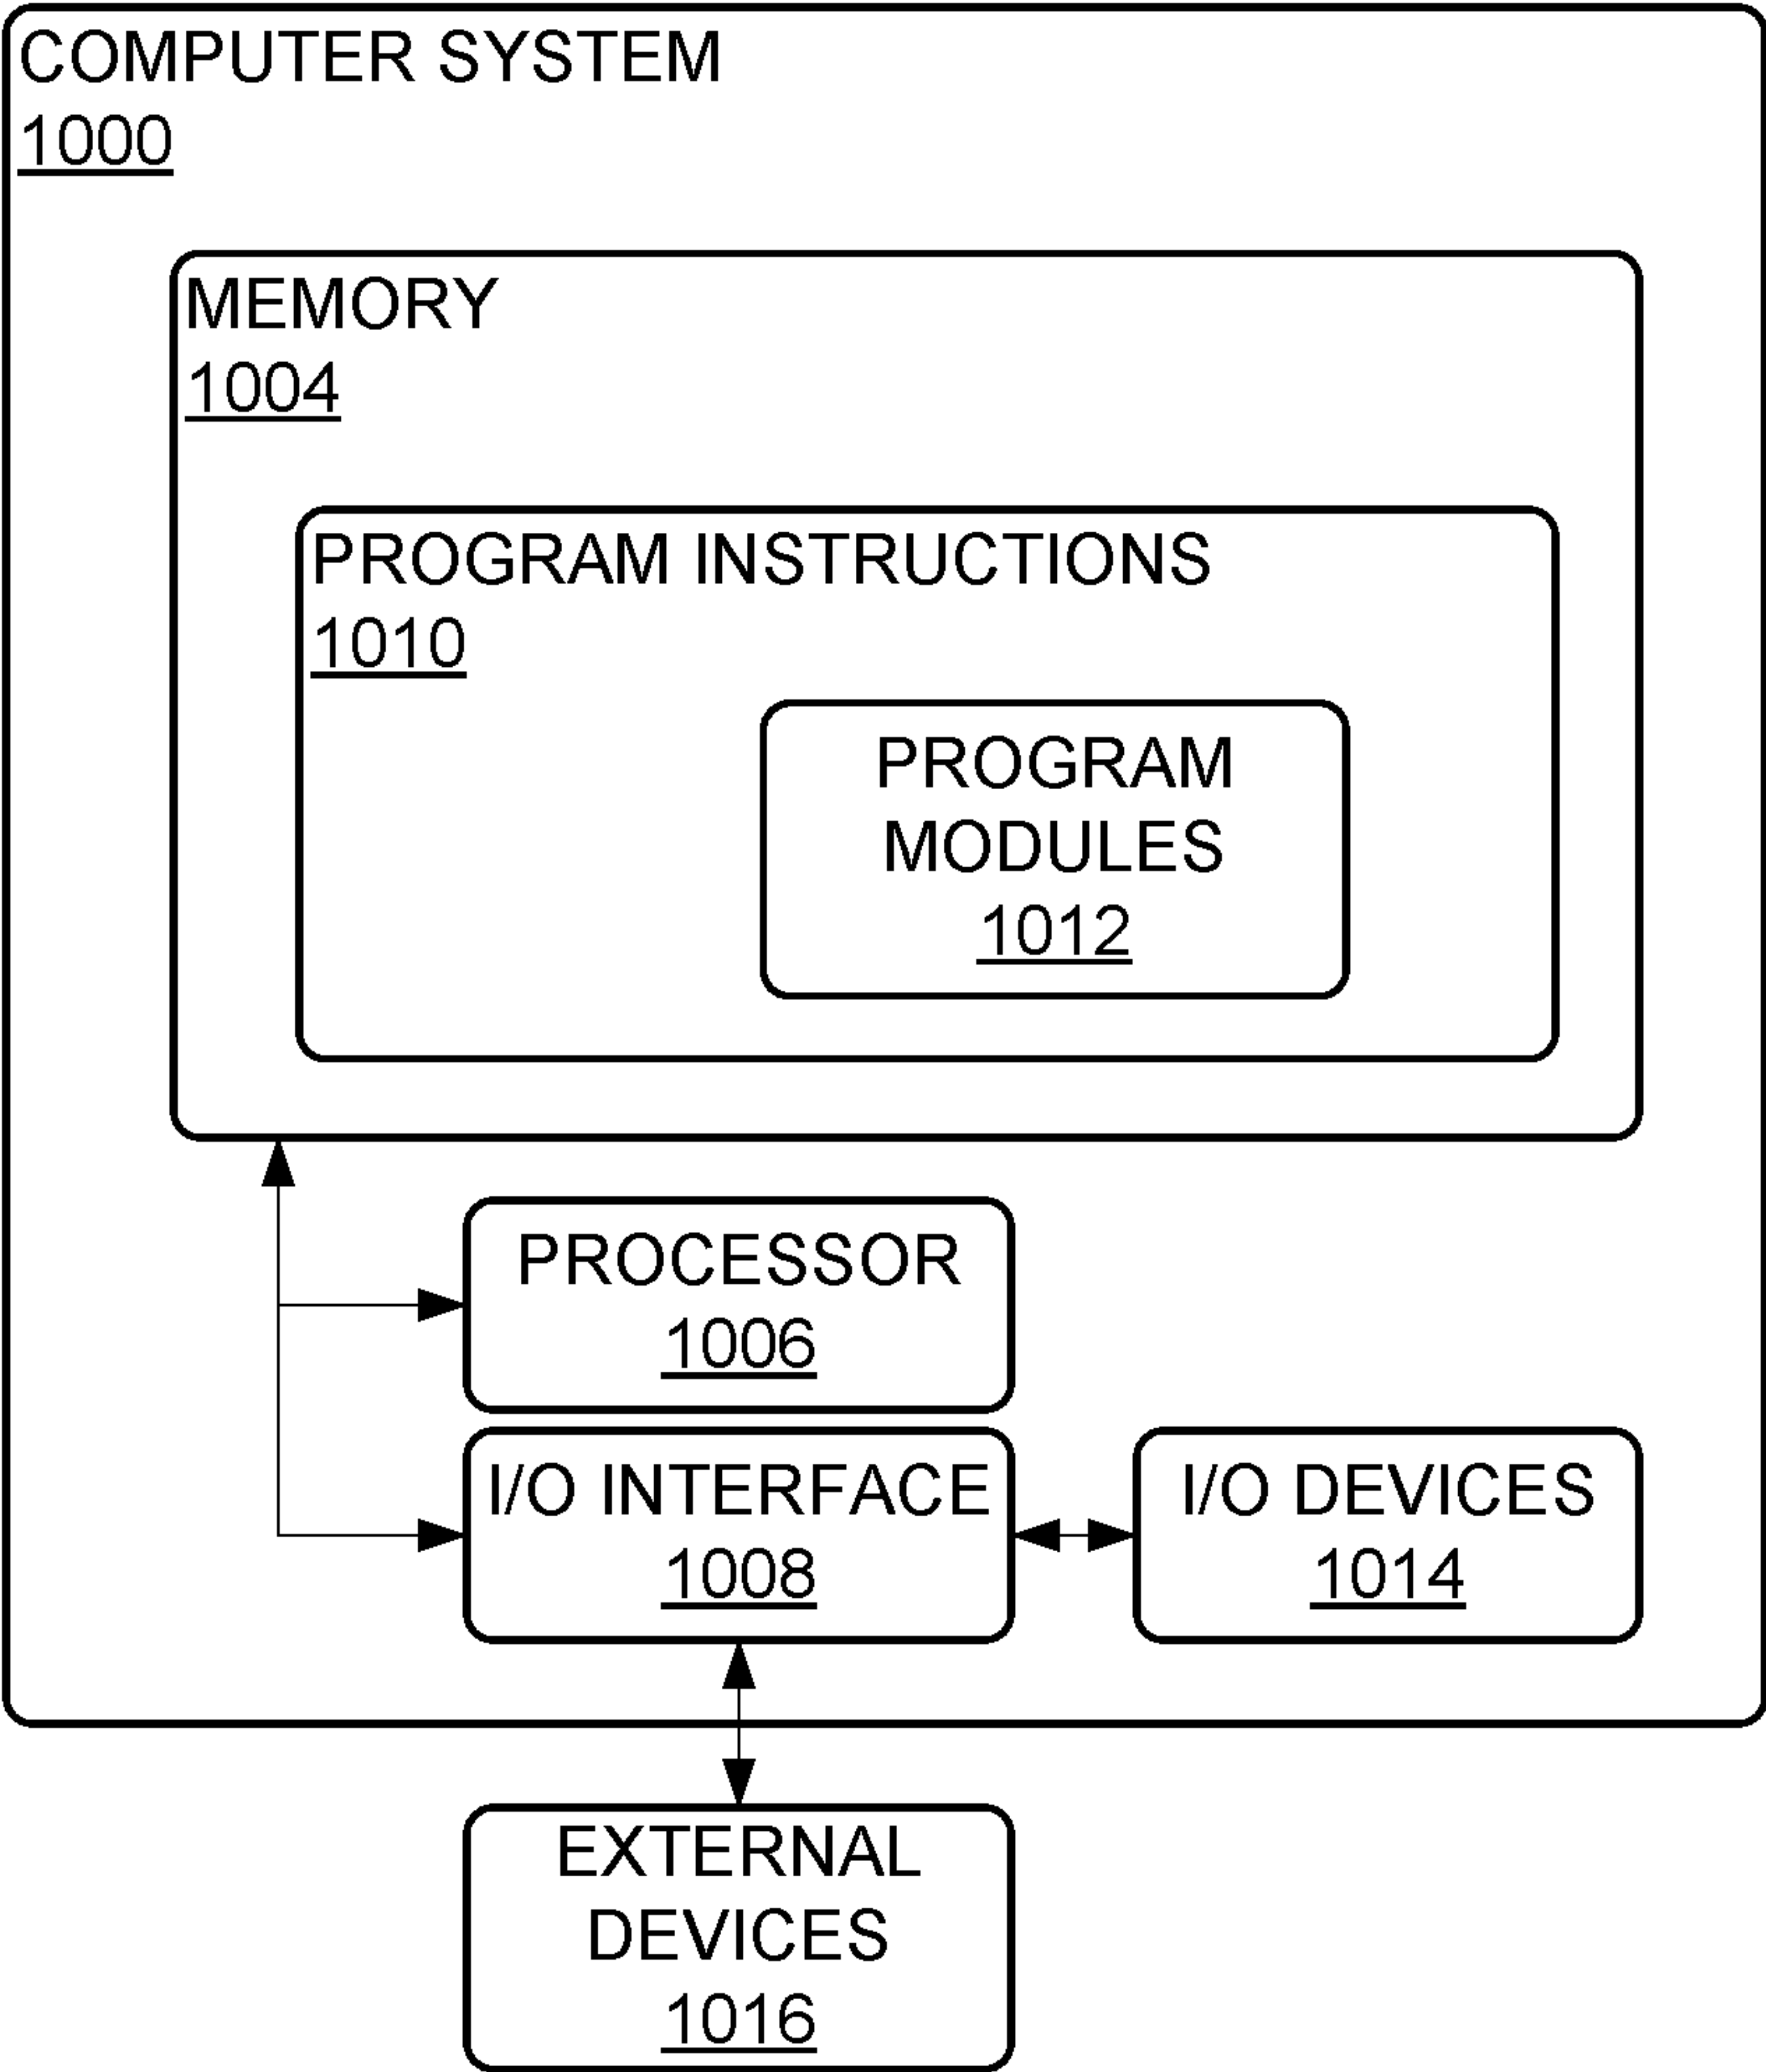 COMPUTER SYSTEM
1000
MEMORY
1004
PROGRAM INSTRUCTIONS
1010
PROGRAM
MODULES
1012
PROCESSOR
1006
I/O INTERFACE
1008
I/O DEVICES
1014
EXTERNAL
DEVICES
1016